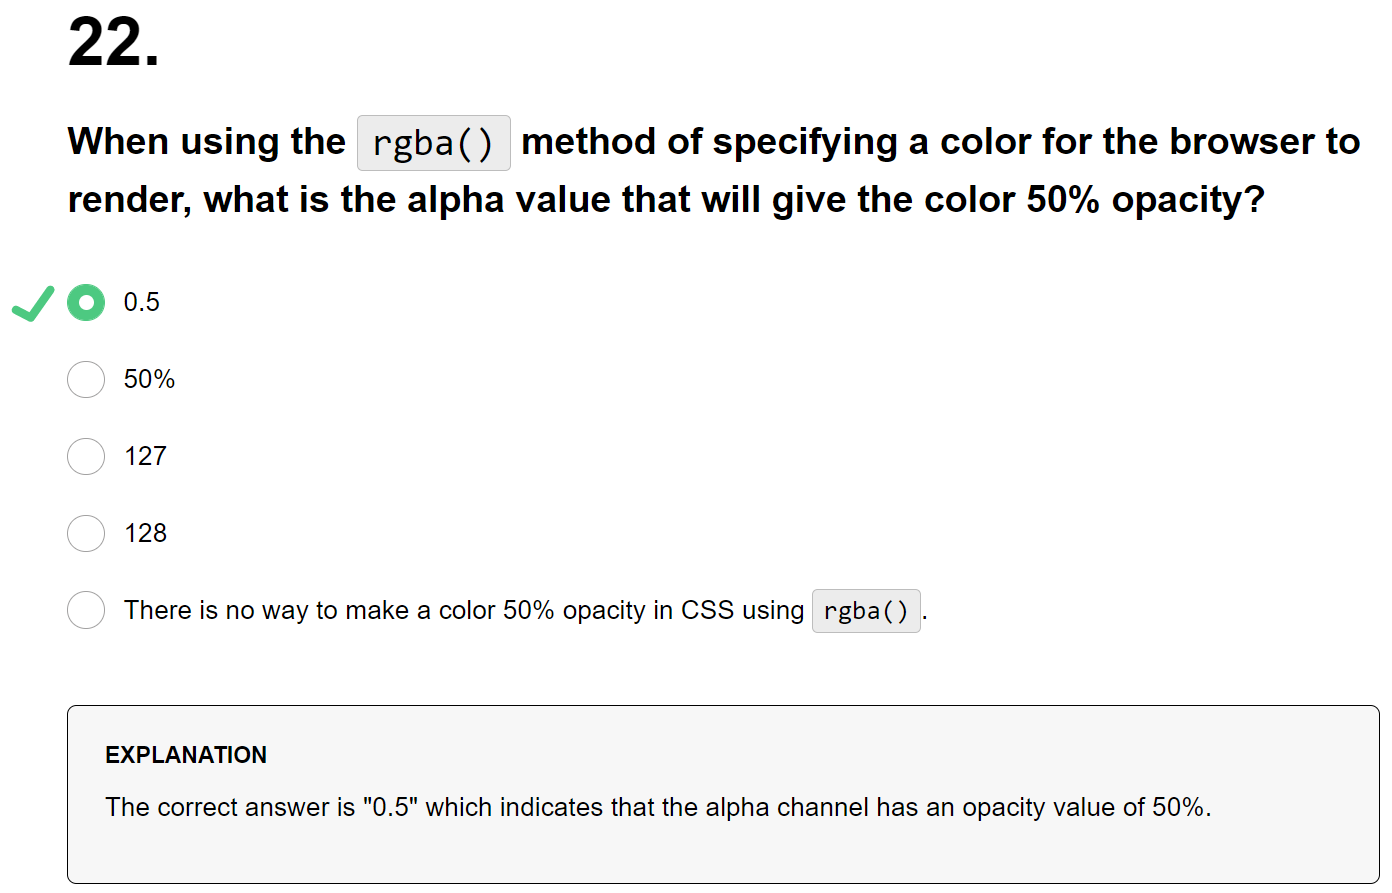 22.
When using the rgba() method of specifying a color for the browser to
render, what is the alpha value that will give the color 50% opacity?
0.5
50%
127
128
There is no way to make a color 50% opacity in CSS using rgba().
EXPLANATION
The correct answer is "0.5" which indicates that the alpha channel has an opacity value of 50%.